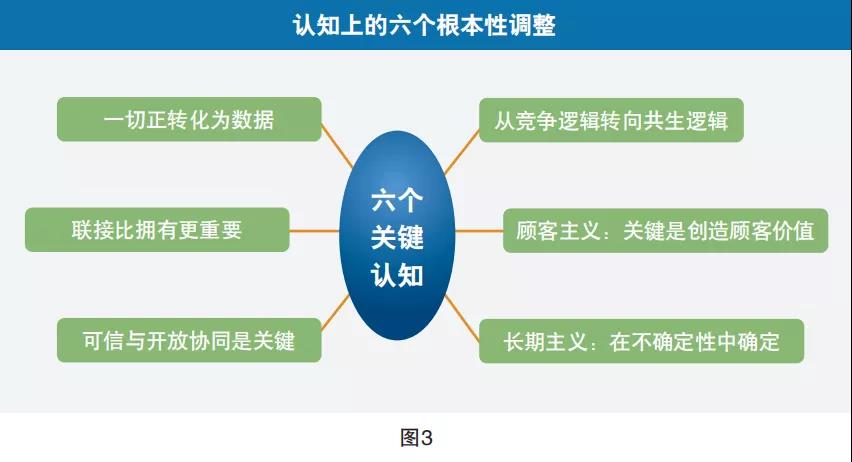 认知上的六个根本性调整
一切正转化为数据
从竞争逻辑转向共生逻辑
六个
关键
认知
联接比拥有更重要
顾客主义：关键是创造顾客价值
可信与开放协同是关键
长期主义：在不确定性中确定
图3